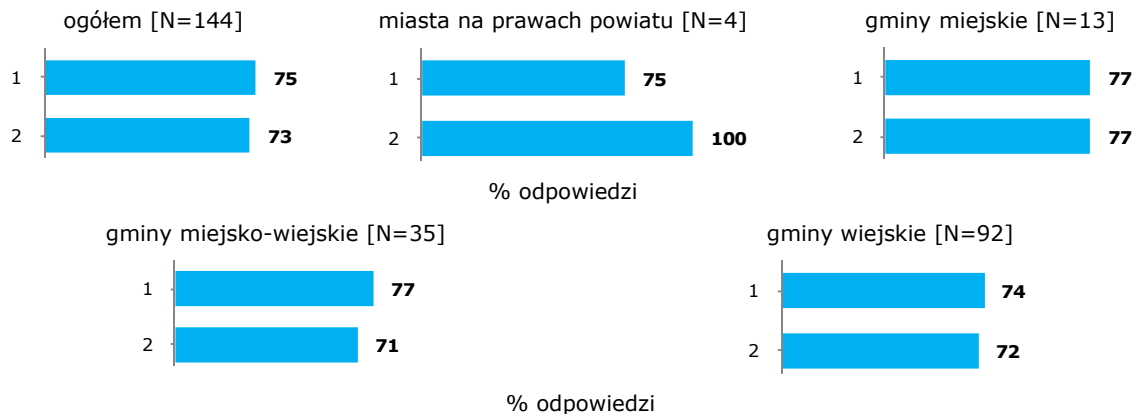 ogółem [N=144]
1 75
2 73
miasta na prawach powiatu [N=4]
1 75
2 100
gminy miejskie [N=13]
1 77
2 77
% odpowiedzi
gminy miejsko-wiejskie [N=35]
1 77
2 71
gminy wiejskie [N=92]
1 74
2 72
% odpowiedzi